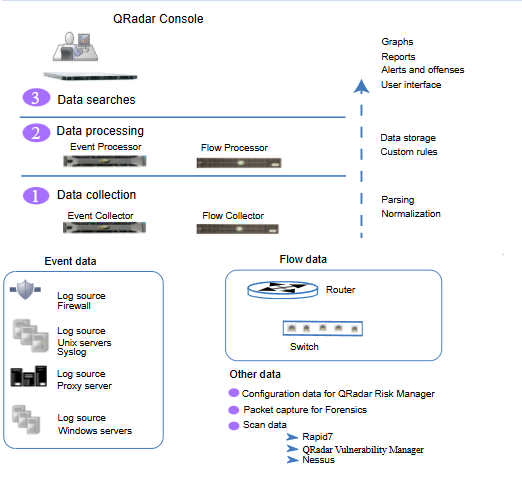 QRadar Console
Graphs
Reports
Alerts and offenses
User interface
3 Data searches
2 Data processing
Event Processor
Flow Processor
Data storage
Custom rules
1 Data collection
Event Collector
Flow Collector
Parsing
Normalization
Event data
Log source
Firewall
Log source
Unix servers
Syslog
Log source
Proxy server
Log source
Windows servers
Flow data
Router
Switch
Other data
Configuration data for QRadar Risk Manager
Packet capture for Forensics
Scan data
Rapid7
QRadar Vulnerability Manager
Nessus